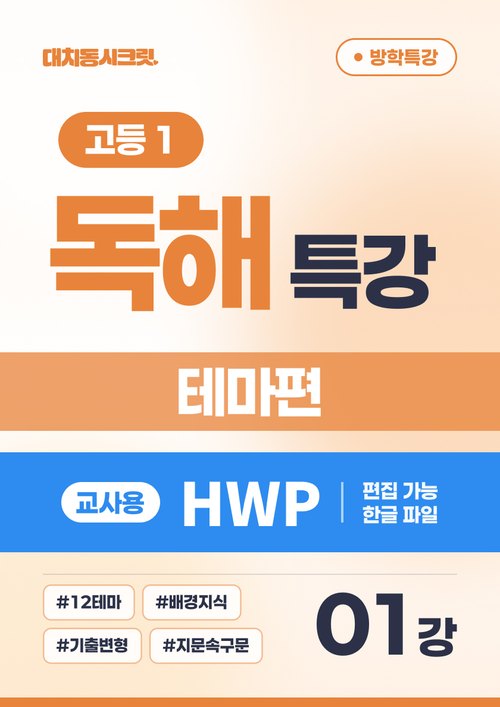 대치동시크릿.
방학특강
고등 1
독해 특강
테마편
교사용 HWP
편집 가능
한글 파일
#12테마 #배경지식
#기출변형 #지문속구문
01강